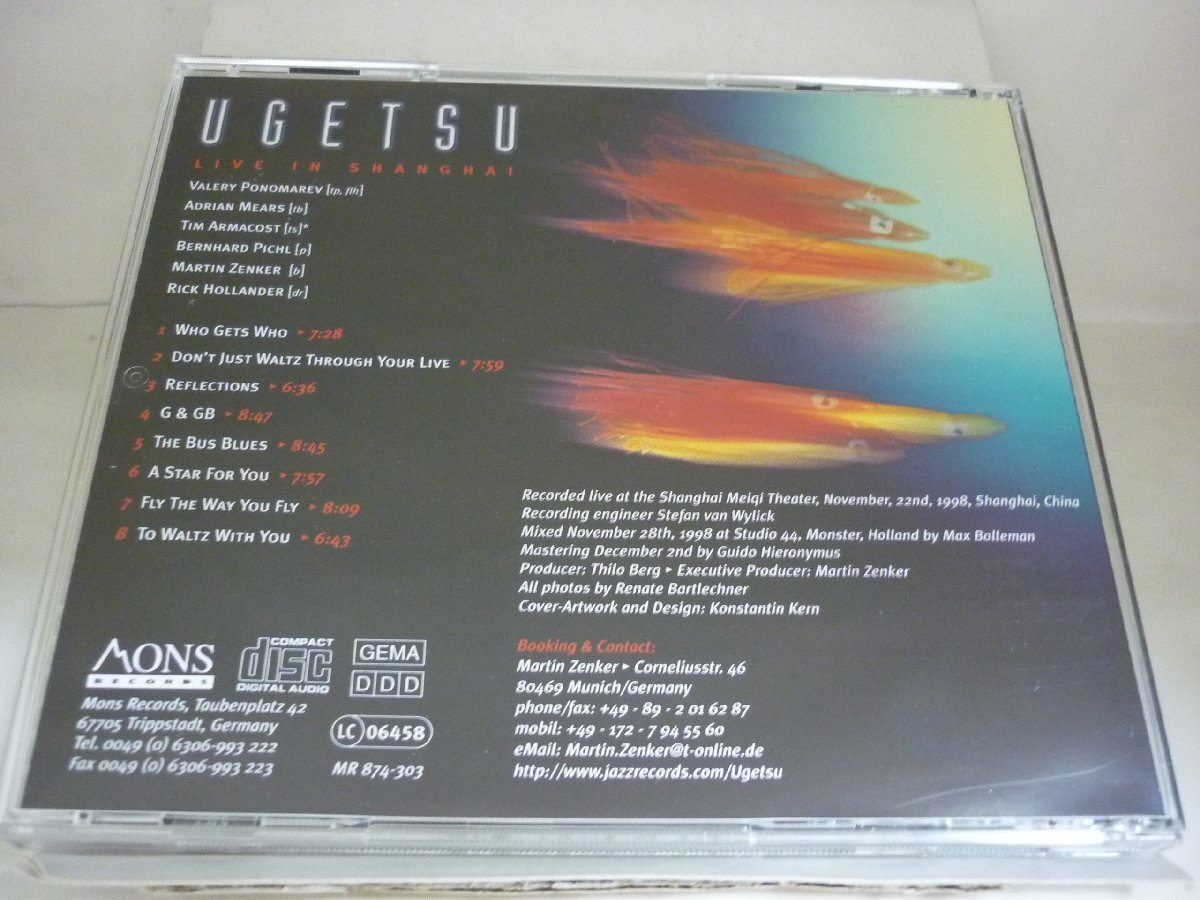 UGETSU
LIVE IN SHANGHAI
VALERY PONOMAREV [tp, flh]
ADRIAN MEARS [tb]
TIM ARMACOST [ts]*
BERNHARD PICHL [p]
MARTIN ZENKER [b]
RICK HOLLANDER [dr]
1 WHO GETS WHO ▸ 7:28
2 DON'T JUST WALTZ THROUGH YOUR LIVE ▸ 7:59
3 REFLECTIONS ▸ 6:36
4 G & GB ▸ 8:47
5 THE BUS BLUES ▸ 8:45
6 A STAR FOR YOU ▸ 7:57
7 FLY THE WAY YOU FLY ▸ 8:09
8 TO WALTZ WITH YOU ▸ 6:43
Recorded live at the Shanghai Meiqi Theater, November, 22nd, 1998, Shanghai, China
Recording engineer Stefan van Wylick
Mixed November 28th, 1998 at Studio 44, Monster, Holland by Max Bolleman
Mastering December 2nd by Guido Hieronymus
Producer: Thilo Berg ▸ Executive Producer: Martin Zenker
All photos by Renate Bartlechner
Cover-Artwork and Design: Konstantin Kern
MONS
RECORDS
COMPACT
disc
DIGITAL AUDIO
GEMA
DDD
Mons Records, Taubenplatz 42
67705 Trippstadt, Germany
Tel. 0049 (0) 6306-993 222
Fax 0049 (0) 6306-993 223
LC 06458
MR 874-303
Booking & Contact:
Martin Zenker ▸ Corneliusstr. 46
80469 Munich/Germany
phone/fax: +49 - 89 - 2 01 62 87
mobil: +49 - 172 - 7 94 55 60
eMail: Martin.Zenker@t-online.de
http://www.jazzrecords.com/Ugetsu